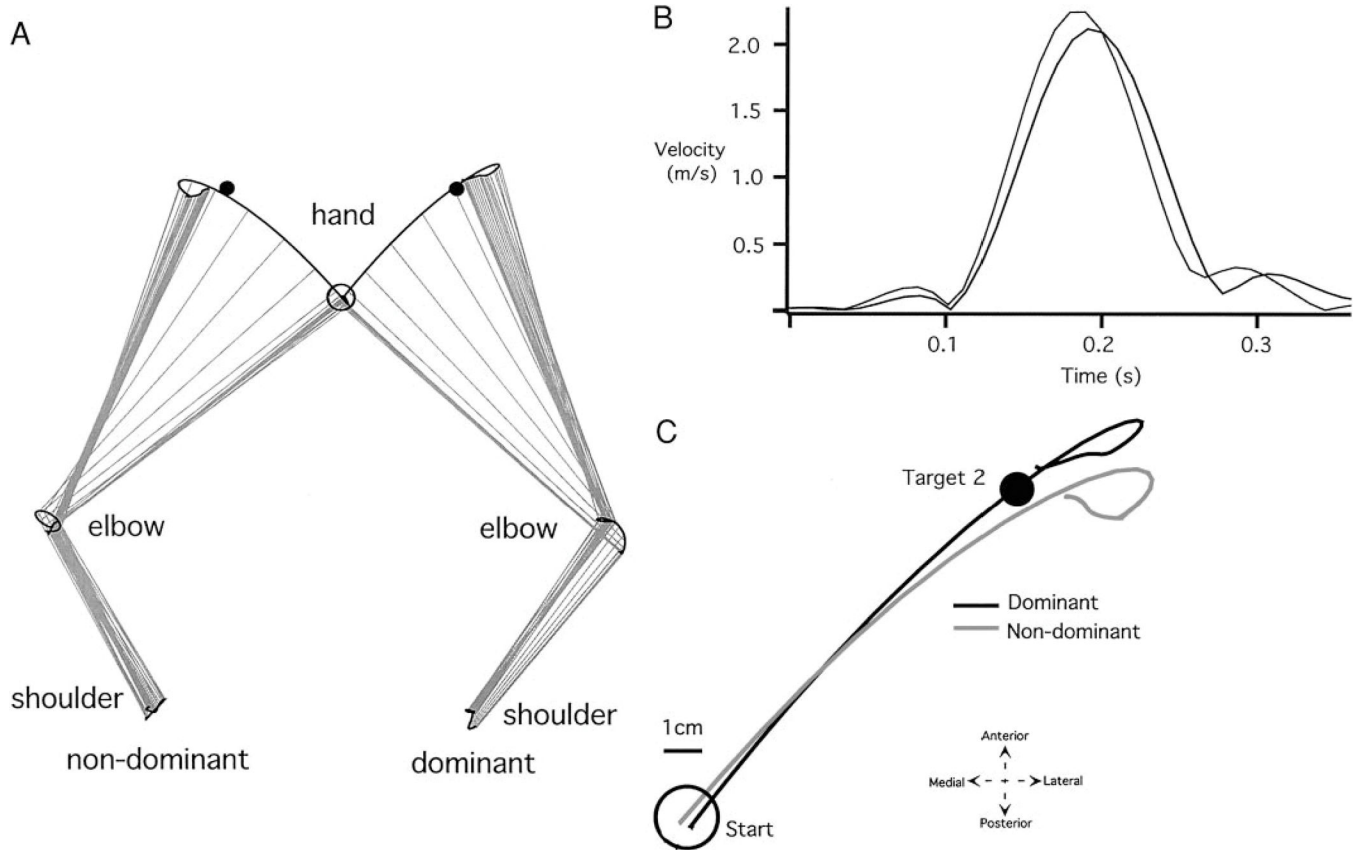 A
hand
elbow
elbow
shoulder
shoulder
non-dominant
dominant
B
2.0
1.5
Velocity
(m/s)
1.0
0.5
0.1
0.2
0.3
Time (s)
C
Target 2
Dominant
Non-dominant
1cm
Start
Anterior
Medial
Lateral
Posterior